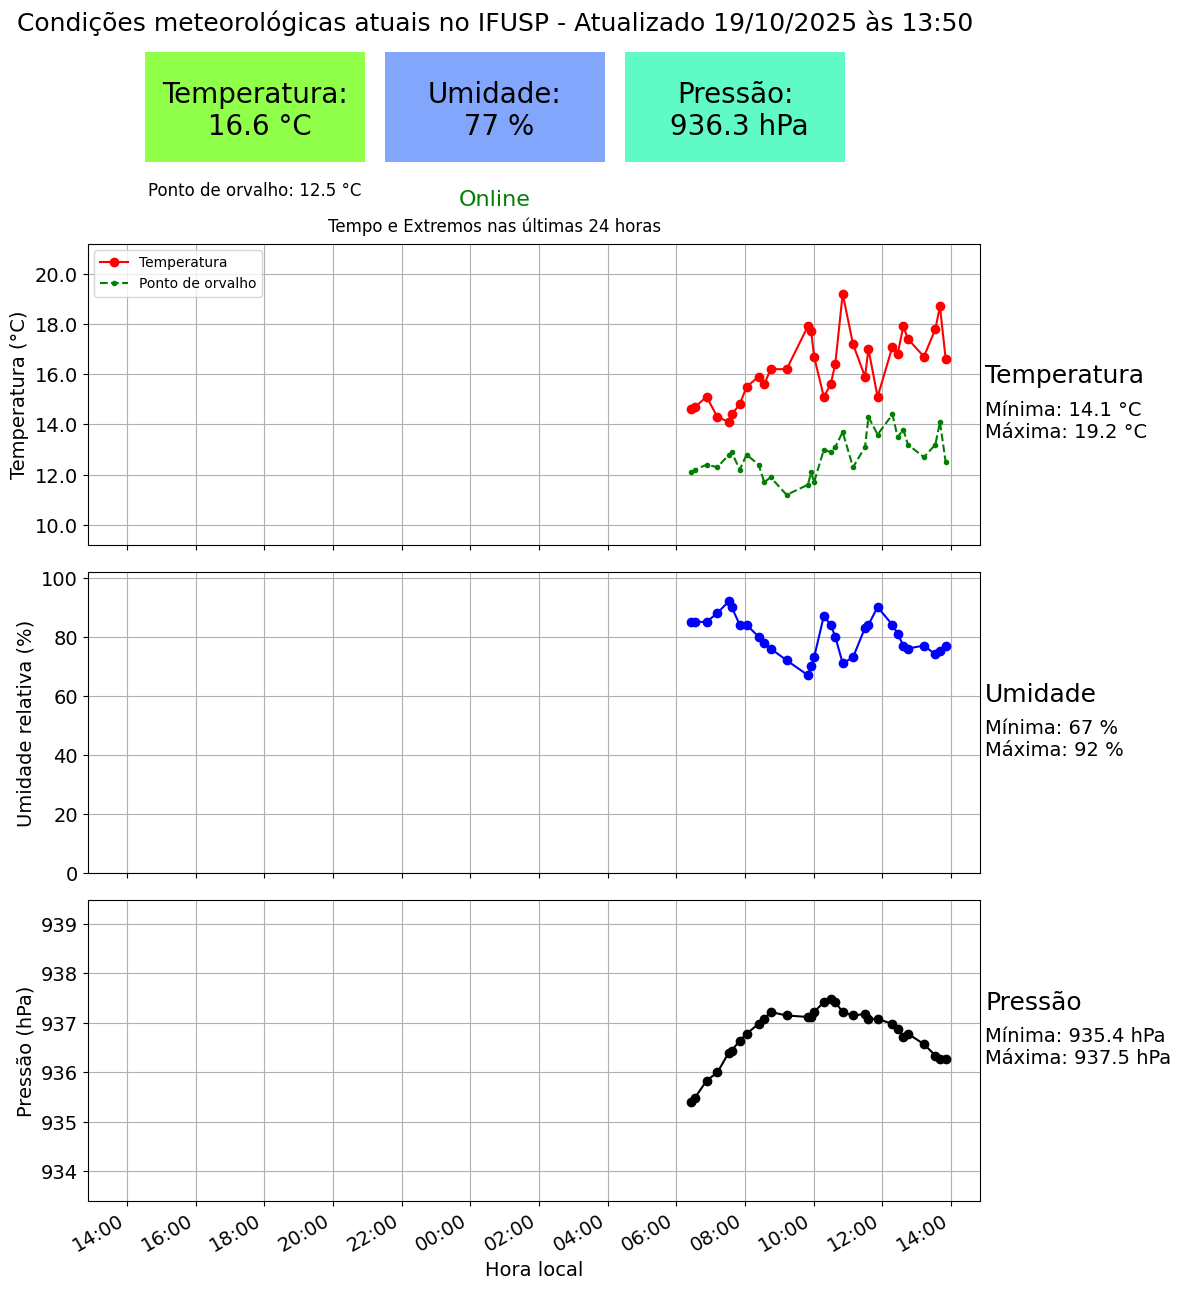 Condições meteorológicas atuais no IFUSP - Atualizado 19/10/2025 às 13:50
Temperatura:
16.6 °C
Umidade:
77 %
Pressão:
936.3 hPa
Ponto de orvalho: 12.5 °C
Online
Tempo e Extremos nas últimas 24 horas
Temperatura
Ponto de orvalho
Temperatura (°C)
20.0
18.0
16.0
14.0
12.0
10.0
Temperatura
Mínima: 14.1 °C
Máxima: 19.2 °C
Umidade relativa (%)
100
80
60
40
20
0
Umidade
Mínima: 67 %
Máxima: 92 %
Pressão (hPa)
939
938
937
936
935
934
Pressão
Mínima: 935.4 hPa
Máxima: 937.5 hPa
14:00 16:00 18:00 20:00 22:00 00:00 02:00 04:00 06:00 08:00 10:00 12:00 14:00
Hora local